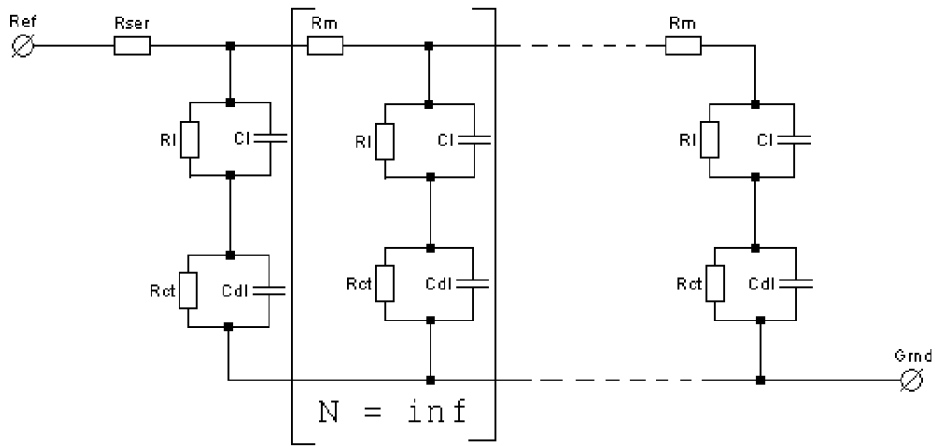 Ref
Rser
Rm
Rm
Rl
Cl
Rl
Cl
Rl
Cl
Rct
Cdl
Rct
Cdl
Rct
Cdl
Grnd
N = inf